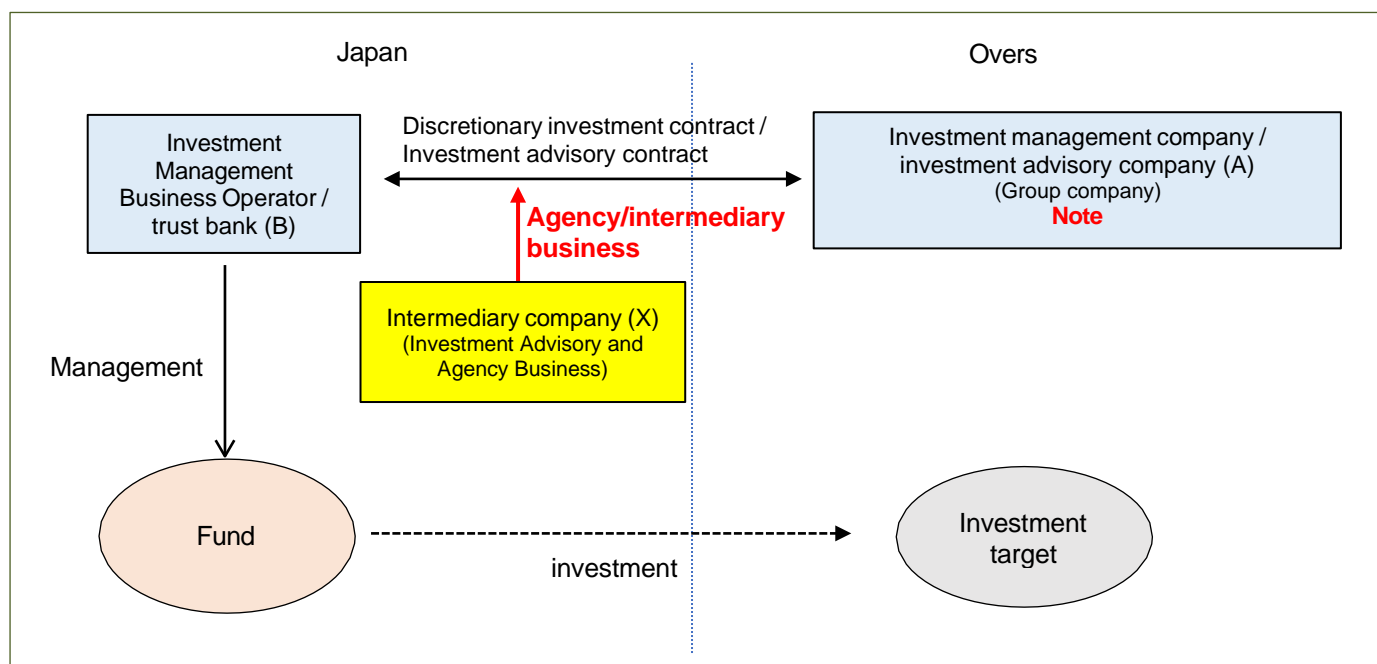 Japan
Overs
Investment
Management
Business Operator /
trust bank (B)
Discretionary investment contract /
Investment advisory contract
Investment management company /
investment advisory company (A)
(Group company)
Note
Agency/intermediary
business
Intermediary company (X)
(Investment Advisory and
Agency Business)
Management
Fund
investment
Investment
target